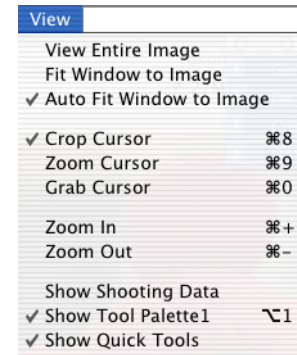 View
View Entire Image
Fit Window to Image
✓ Auto Fit Window to Image
✓ Crop Cursor ⌘8
Zoom Cursor ⌘9
Grab Cursor ⌘0
Zoom In ⌘+
Zoom Out ⌘-
Show Shooting Data
✓ Show Tool Palette1 ⌥1
✓ Show Quick Tools